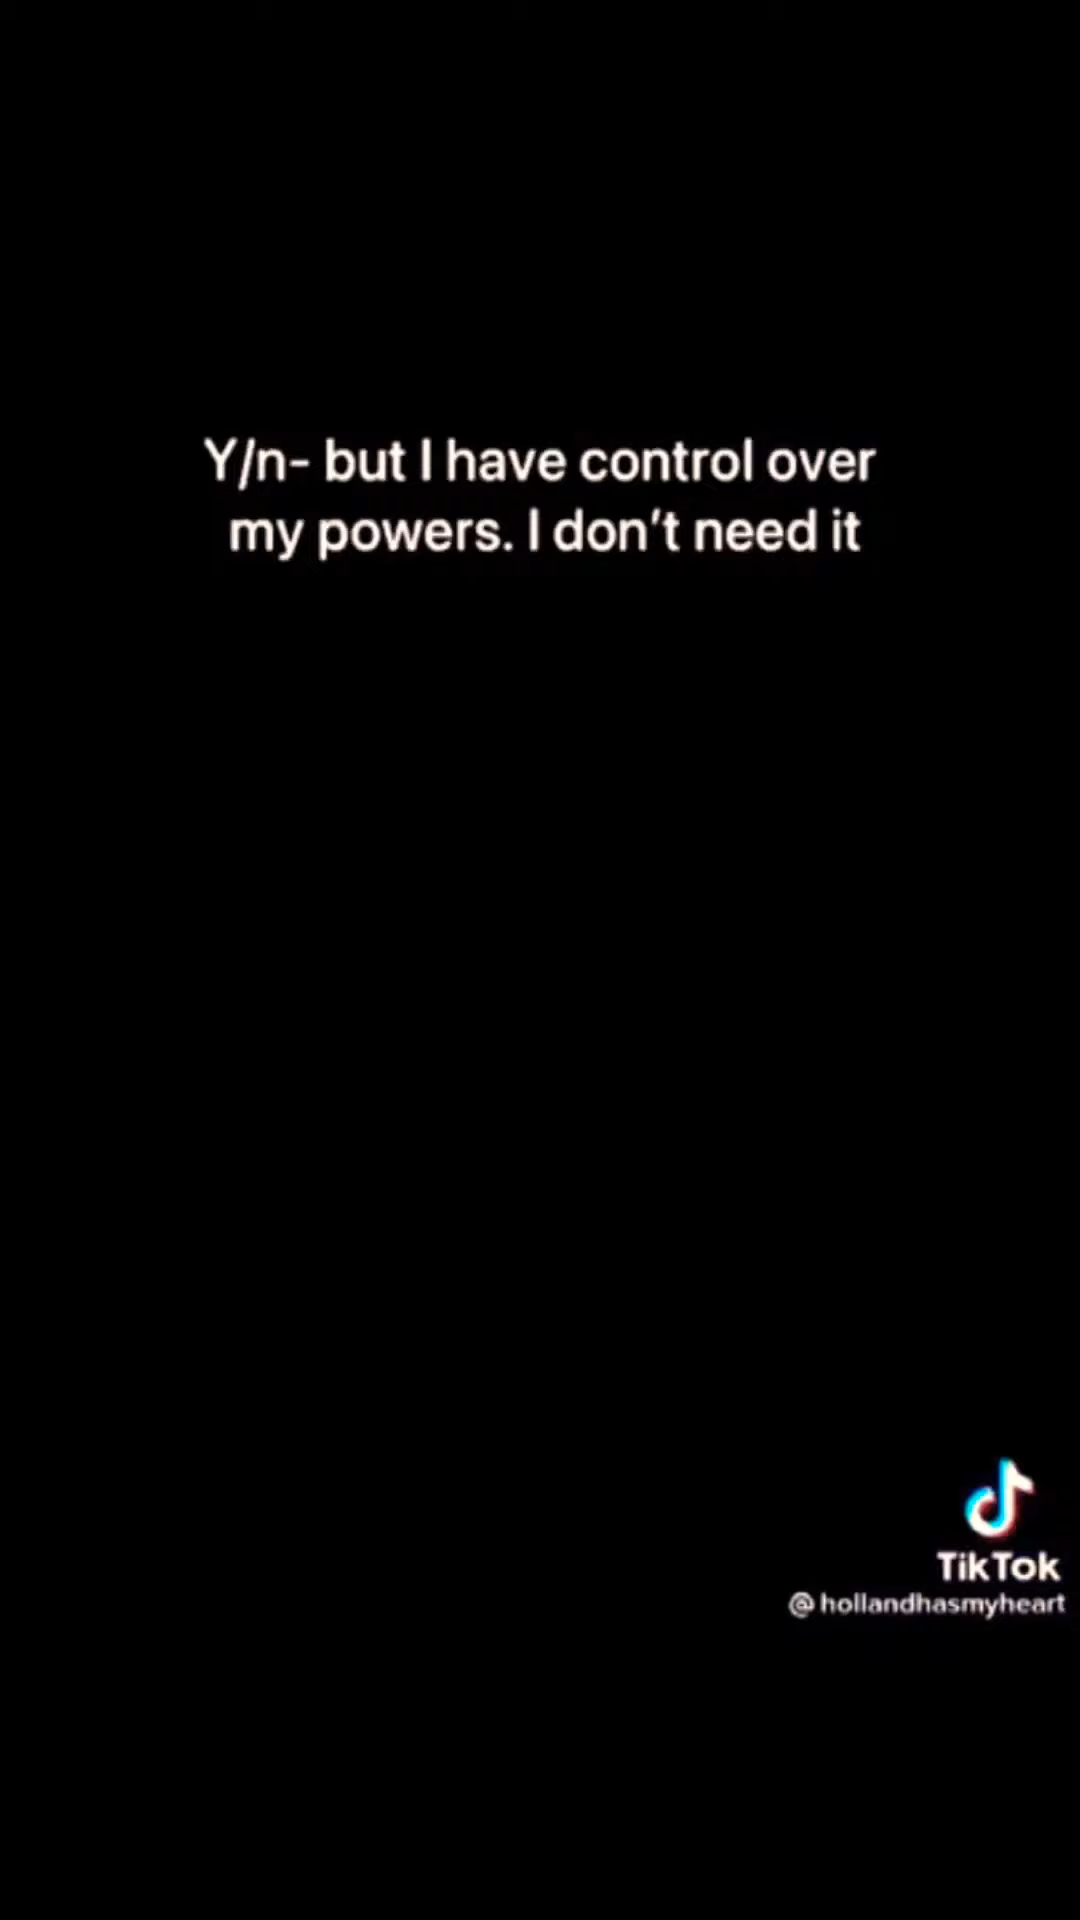 Y/n- but I have control over
my powers. I don't need it
TikTok
@hollandhasmyheart